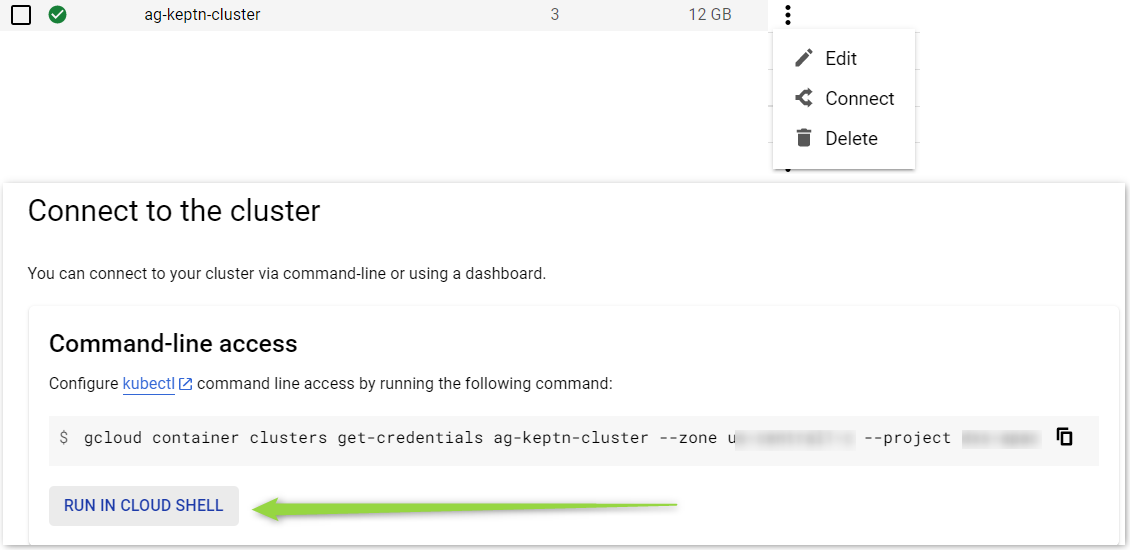 ag-keptn-cluster 3 12 GB
Edit
Connect
Delete
Connect to the cluster
You can connect to your cluster via command-line or using a dashboard.
Command-line access
Configure kubectl command line access by running the following command:
$ gcloud container clusters get-credentials ag-keptn-cluster --zone --project
RUN IN CLOUD SHELL